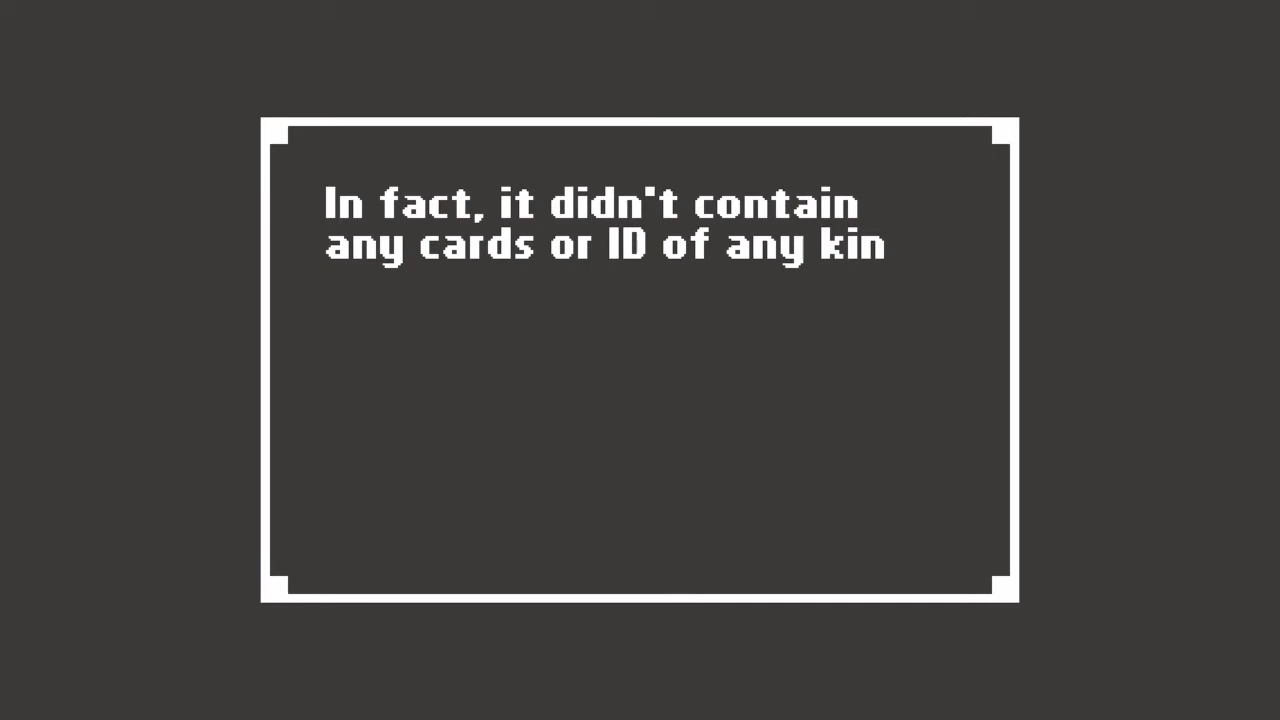 In fact, it didn't contain
any cards or ID of any kin